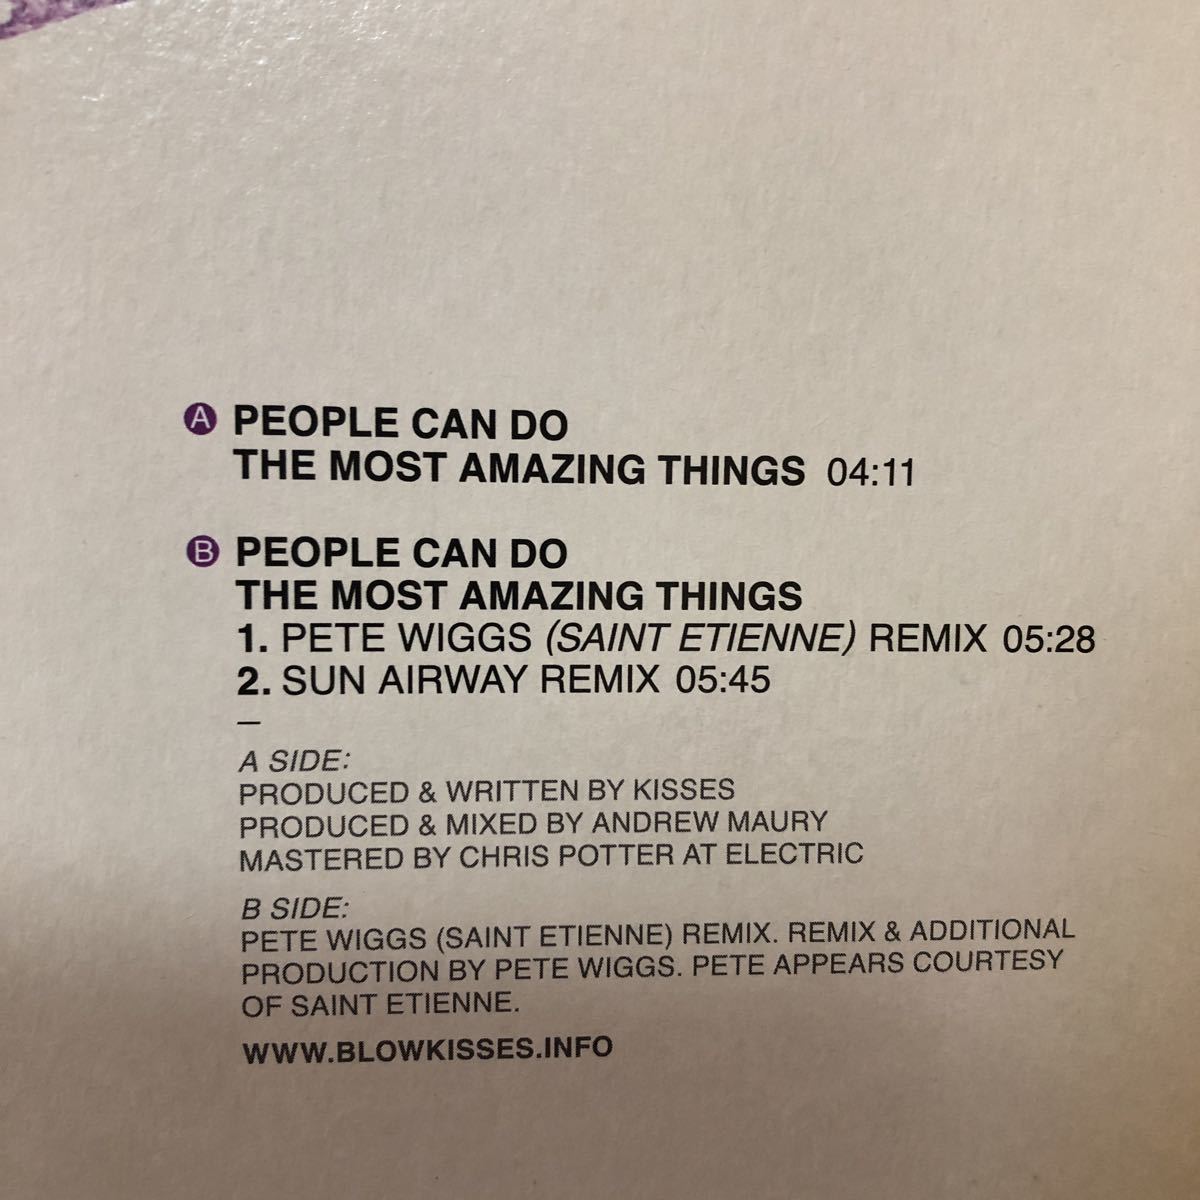 A PEOPLE CAN DO
THE MOST AMAZING THINGS 04:11
B PEOPLE CAN DO
THE MOST AMAZING THINGS
1. PETE WIGGS (SAINT ETIENNE) REMIX 05:28
2. SUN AIRWAY REMIX 05:45
—
A SIDE:
PRODUCED & WRITTEN BY KISSES
PRODUCED & MIXED BY ANDREW MAURY
MASTERED BY CHRIS POTTER AT ELECTRIC
B SIDE:
PETE WIGGS (SAINT ETIENNE) REMIX. REMIX & ADDITIONAL
PRODUCTION BY PETE WIGGS. PETE APPEARS COURTESY
OF SAINT ETIENNE.
WWW.BLOWKISSES.INFO